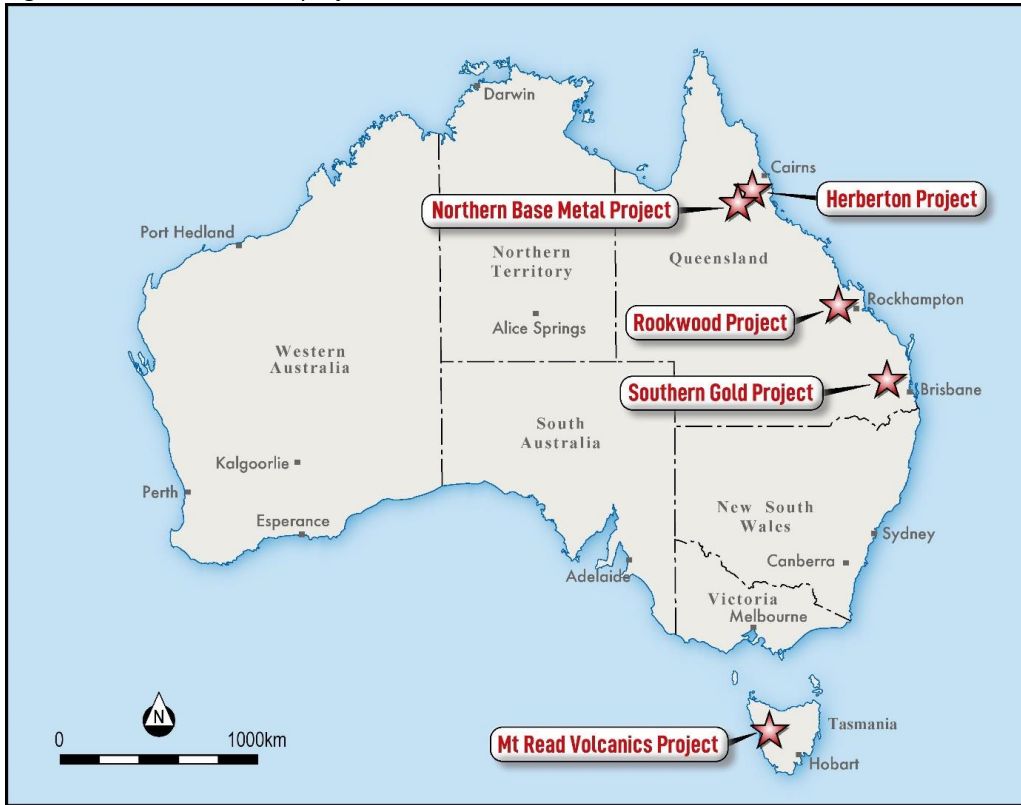 Darwin
Cairns
Herberton Project
Northern Base Metal Project
Port Hedland
Northern
Territory
Queensland
Rockhampton
Rookwood Project
Alice Springs
Western
Australia
Southern Gold Project
Brisbane
South
Australia
Kalgoorlie
Perth
Esperance
New South
Wales
Sydney
Canberra
Adelaide
Victoria
Melbourne
N
0 1000km
Tasmania
Mt Read Volcanics Project
Hobart